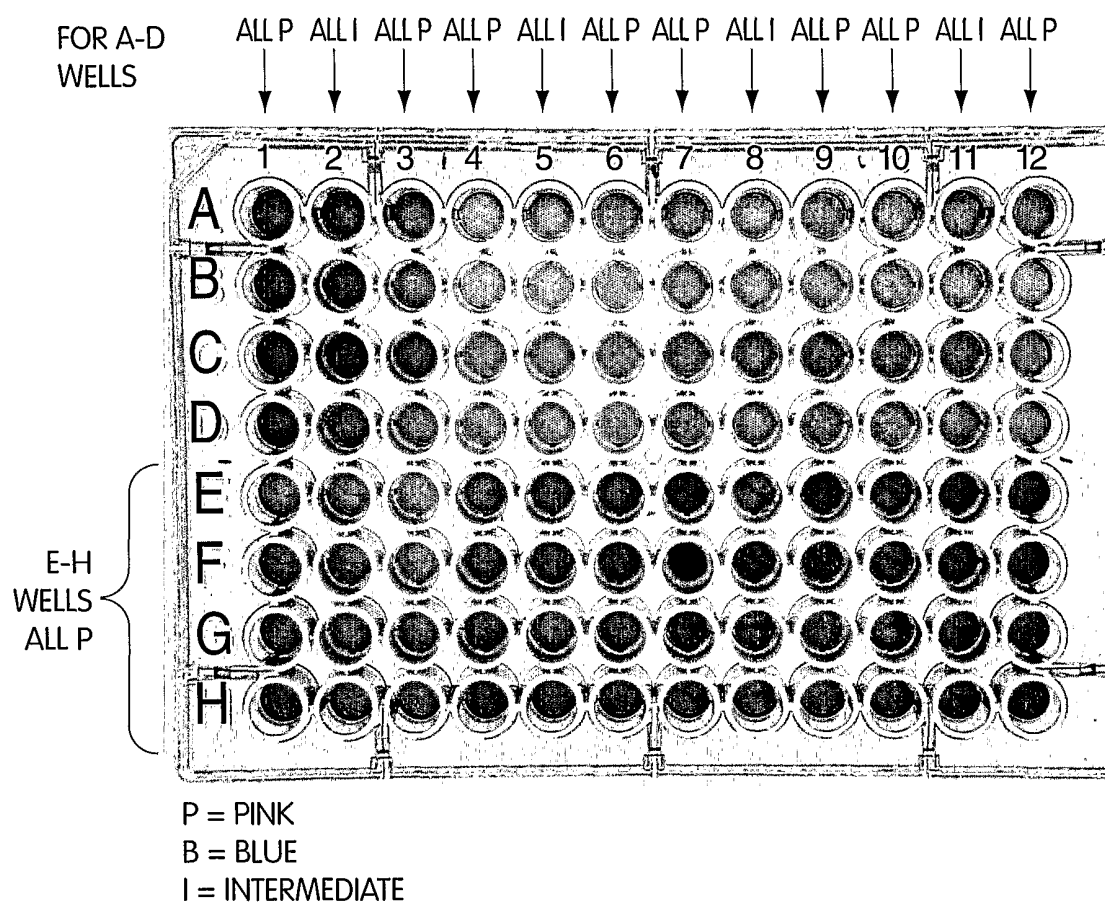 FOR A-D
WELLS
ALL P ALL I ALL P ALL P ALL I ALL P ALL P ALL I ALL P ALL P ALL I ALL P
1 2 3 4 5 6 7 8 9 10 11 12
A
B
C
D
E
F
G
H
E-H
WELLS
ALL P
P = PINK
B = BLUE
I = INTERMEDIATE